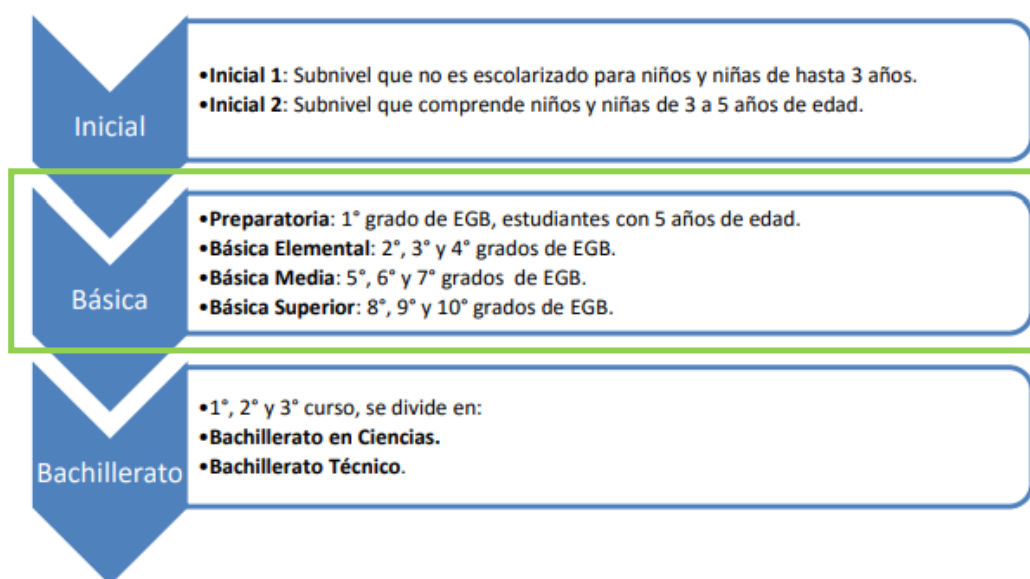 Inicial
•Inicial 1: Subnivel que no es escolarizado para niños y niñas de hasta 3 años.
•Inicial 2: Subnivel que comprende niños y niñas de 3 a 5 años de edad.
Básica
•Preparatoria: 1° grado de EGB, estudiantes con 5 años de edad.
•Básica Elemental: 2°, 3° y 4° grados de EGB.
•Básica Media: 5°, 6° y 7° grados de EGB.
•Básica Superior: 8°, 9° y 10° grados de EGB.
Bachillerato
•1°, 2° y 3° curso, se divide en:
•Bachillerato en Ciencias.
•Bachillerato Técnico.